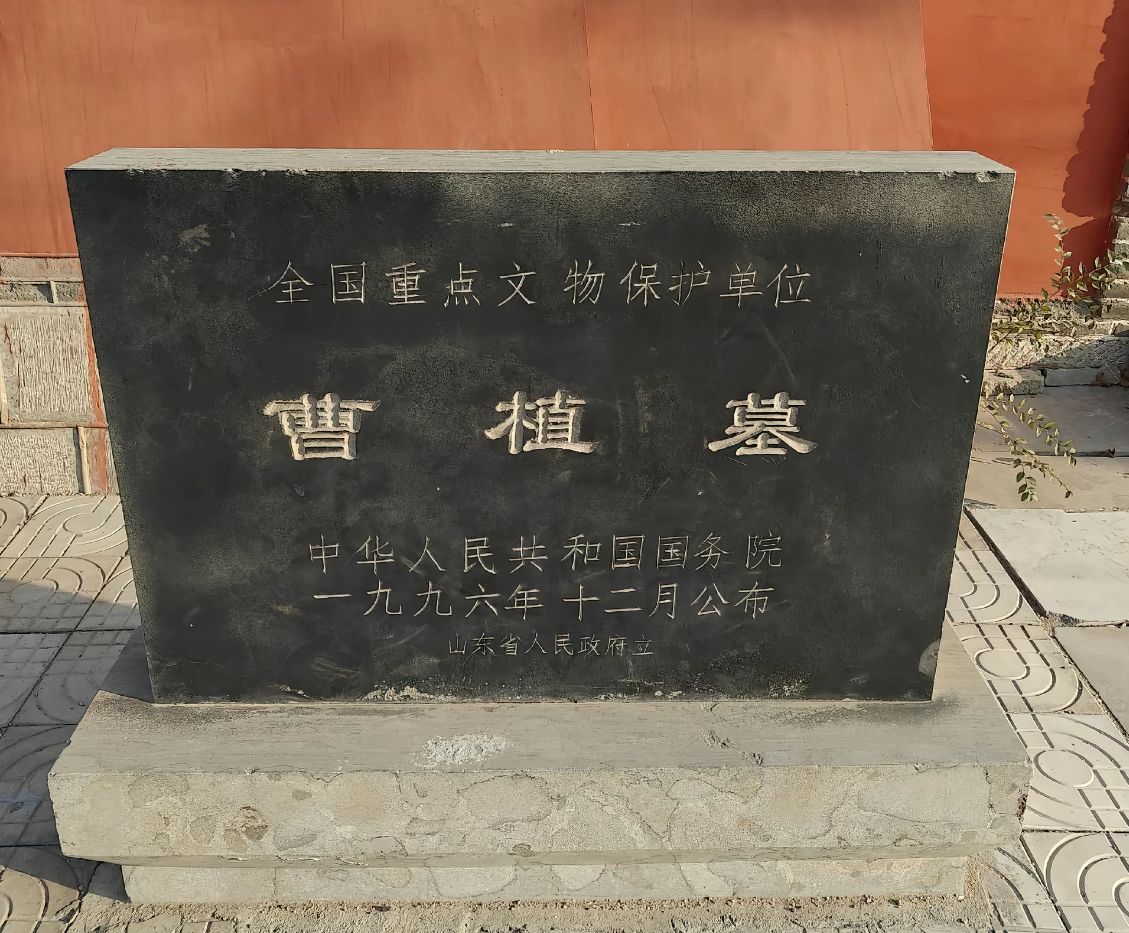 全国重点文物保护单位
曹植墓
中华人民共和国国务院
一九九六年十二月公布
山东省人民政府立